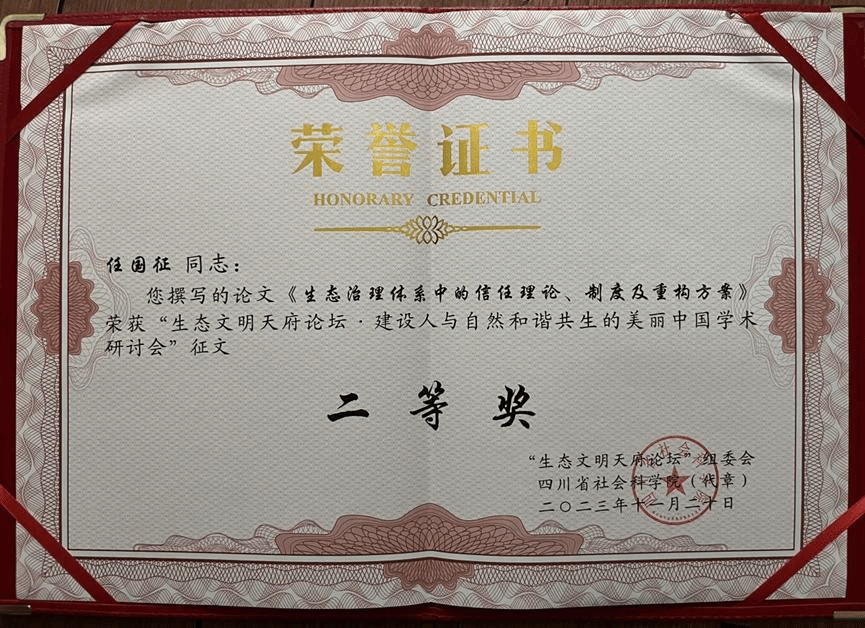 荣誉证书
HONORARY CREDENTIAL
任国征 同志：
您撰写的论文《生态治理体系中的信任理论、制度及重构方案》
荣获“生态文明天府论坛·建设人与自然和谐共生的美丽中国学术
研讨会”征文
二等奖
“生态文明天府论坛”组委会
四川省社会科学院（代章）
二〇二三年十一月二十日